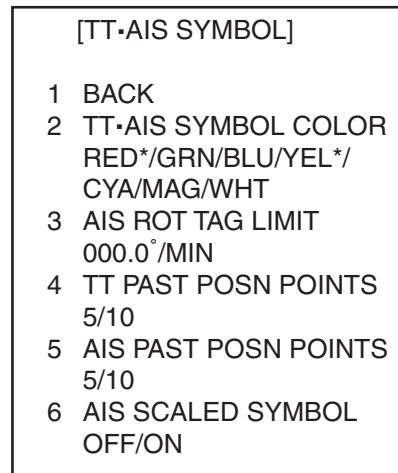 [TT▪AIS SYMBOL]
1 BACK
2 TT▪AIS SYMBOL COLOR
RED*/GRN/BLU/YEL*/
CYA/MAG/WHT
3 AIS ROT TAG LIMIT
000.0°/MIN
4 TT PAST POSN POINTS
5/10
5 AIS PAST POSN POINTS
5/10
6 AIS SCALED SYMBOL
OFF/ON